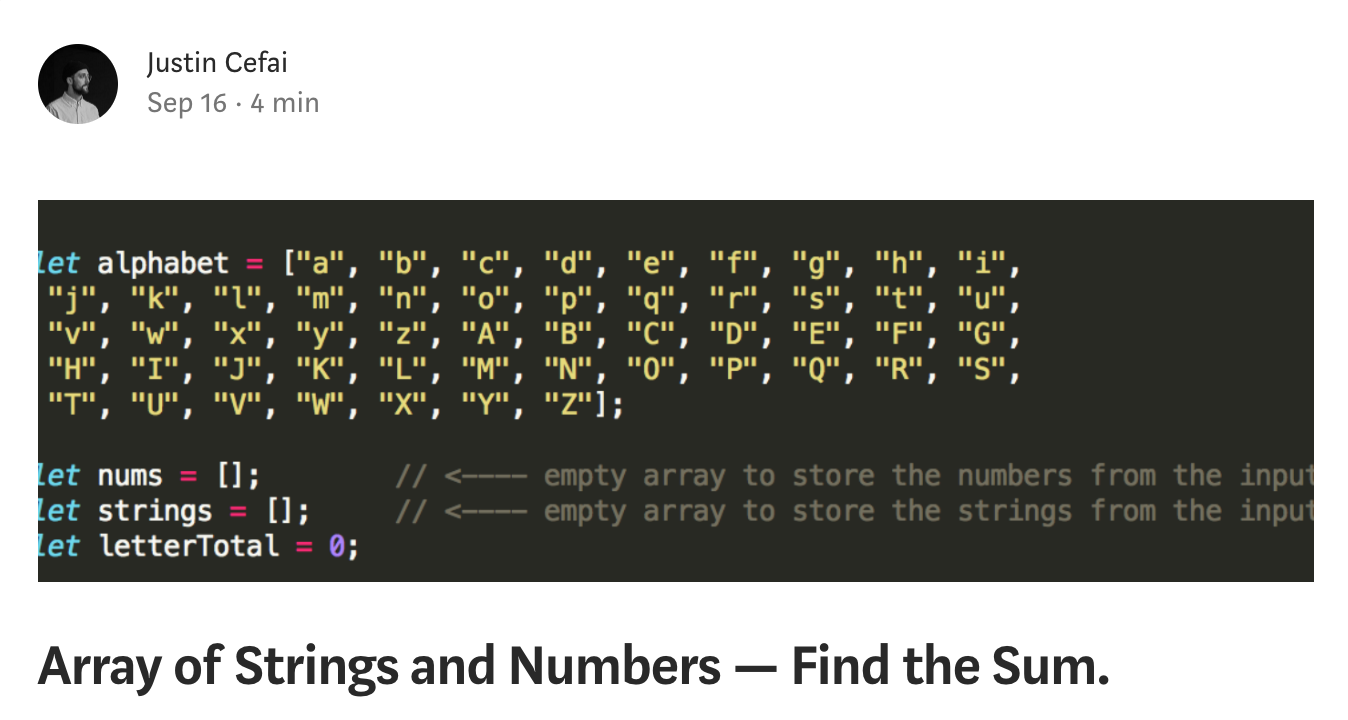 Justin Cefai
Sep 16 · 4 min
let alphabet = ["a", "b", "c", "d", "e", "f", "g", "h", "i",
"j", "k", "l", "m", "n", "o", "p", "q", "r", "s", "t", "u",
"v", "w", "x", "y", "z", "A", "B", "C", "D", "E", "F", "G",
"H", "I", "J", "K", "L", "M", "N", "O", "P", "Q", "R", "S",
"T", "U", "V", "W", "X", "Y", "Z"];
let nums = []; // <---- empty array to store the numbers from the input
let strings = []; // <---- empty array to store the strings from the input
let letterTotal = 0;
Array of Strings and Numbers — Find the Sum.